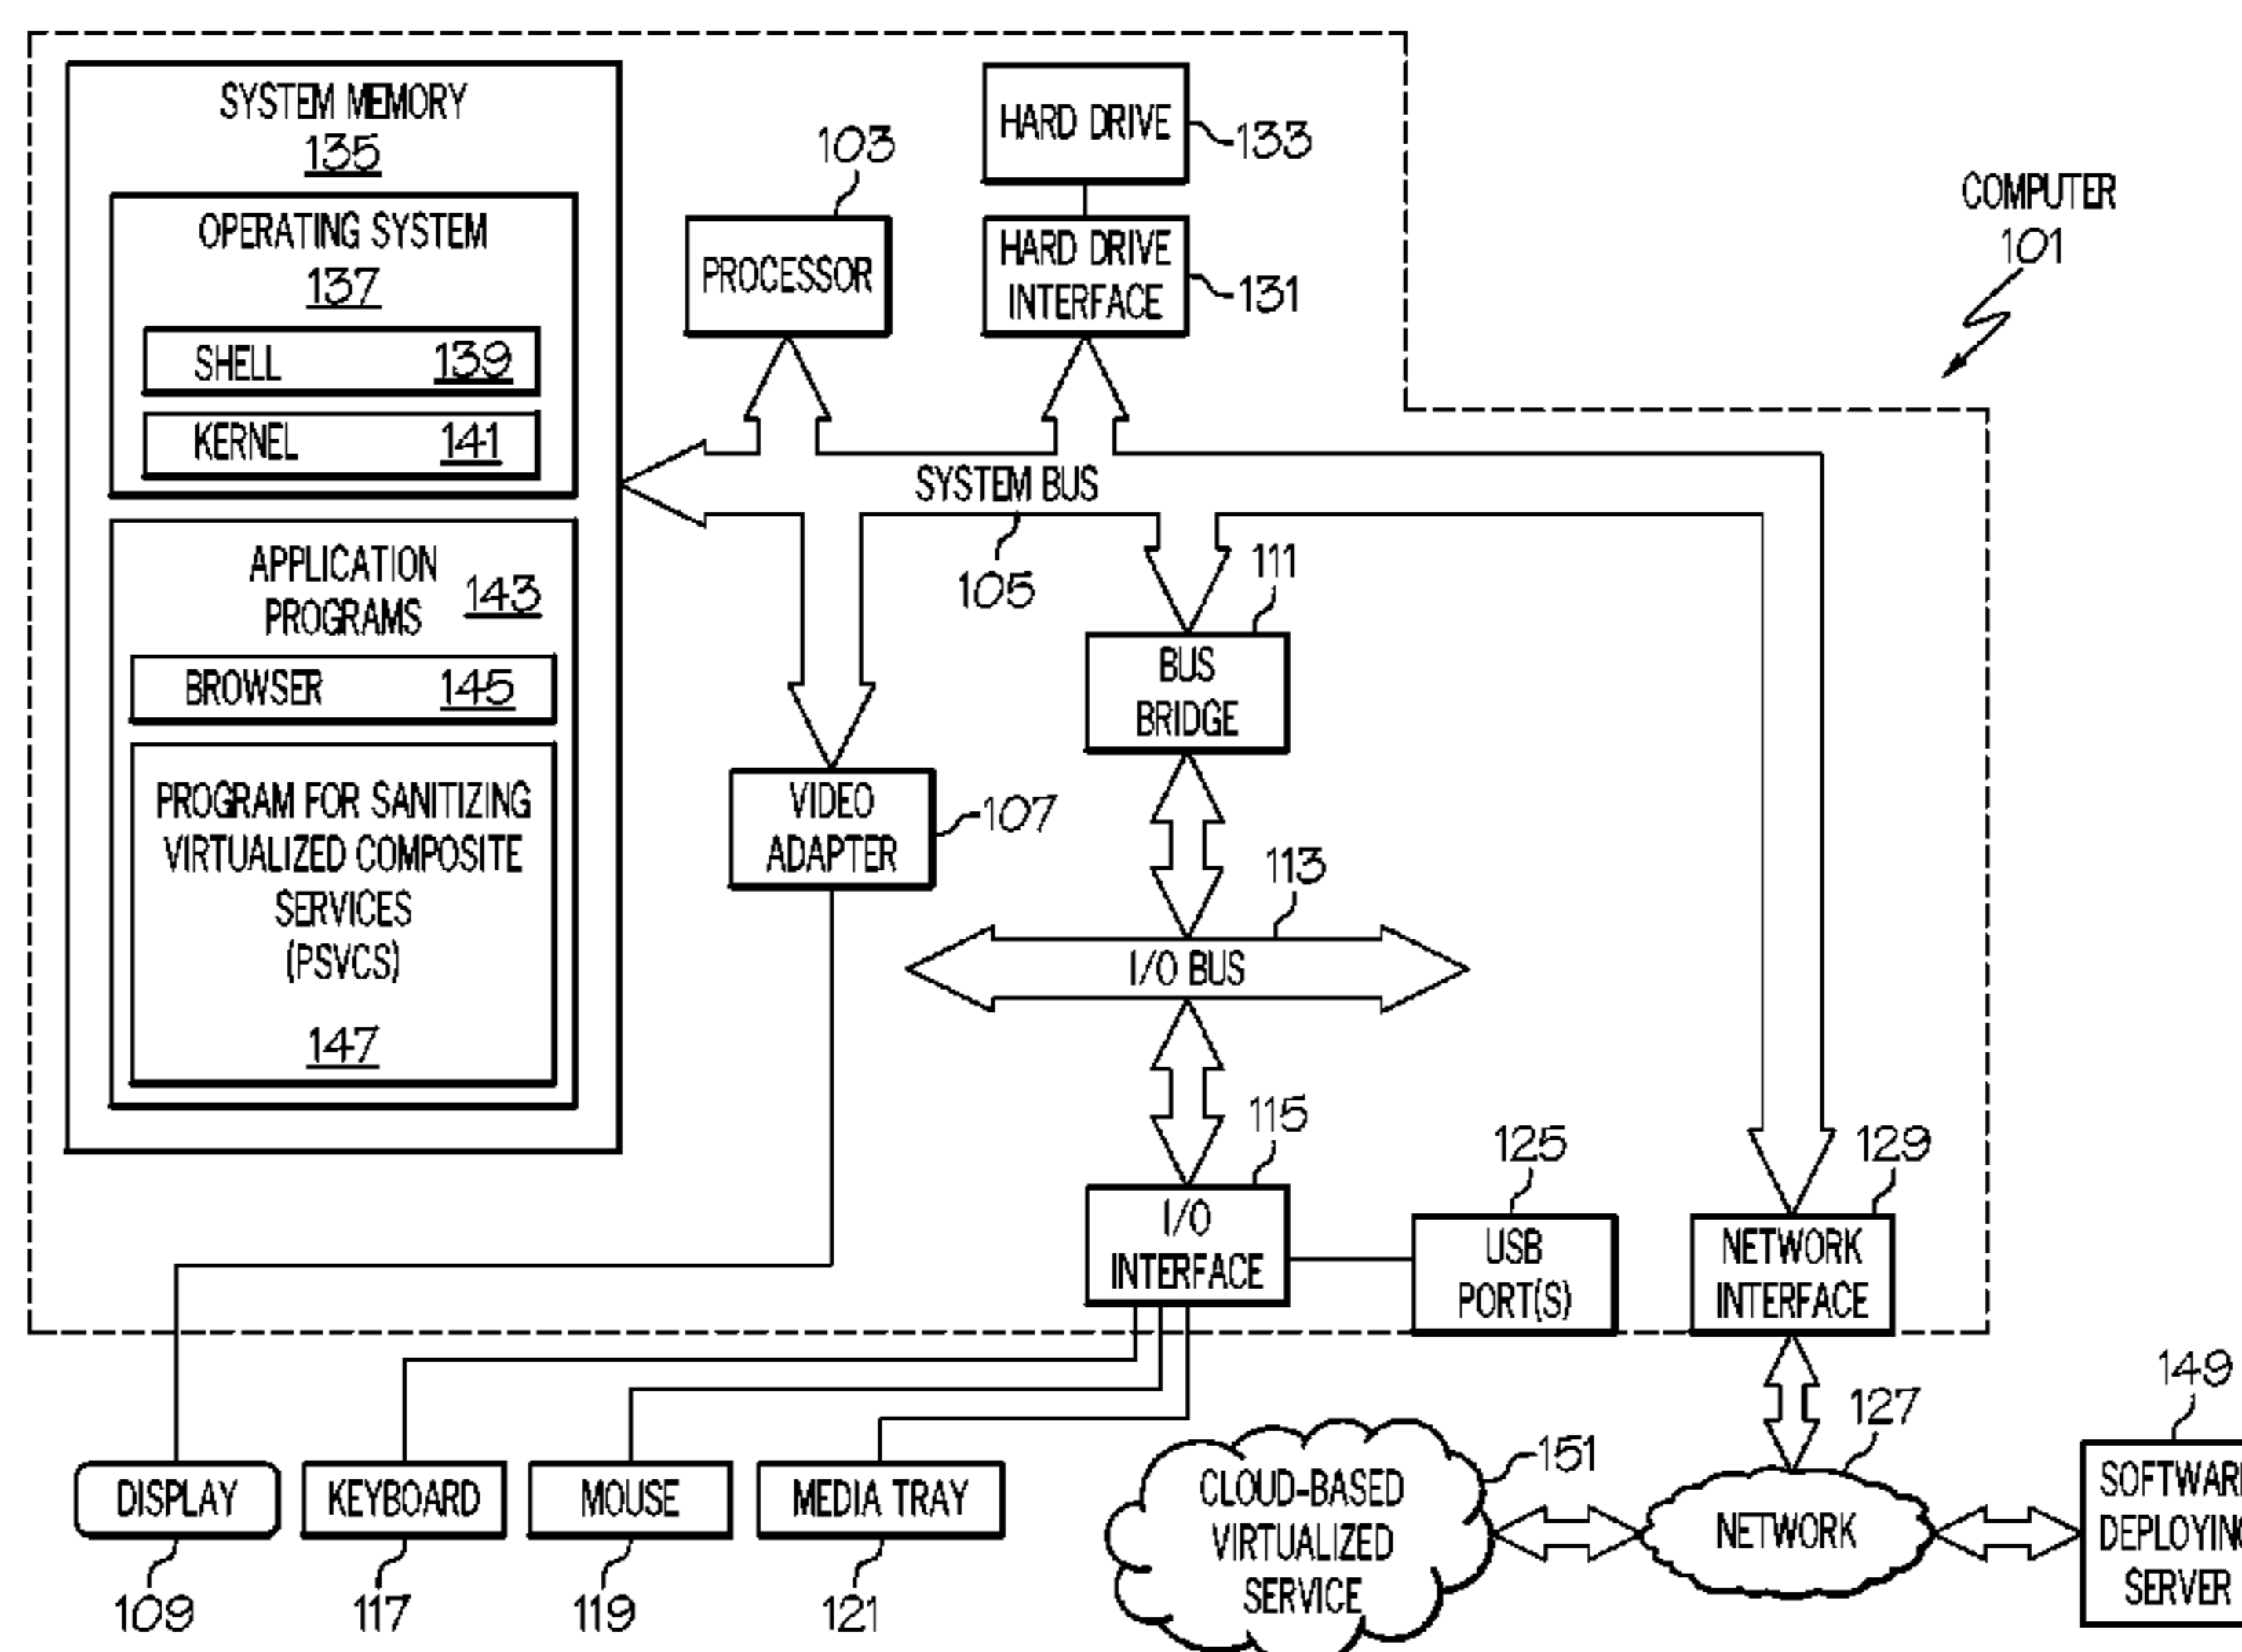 SYSTEM MEMORY
135
OPERATING SYSTEM
137
SHELL 139
KERNEL 141
APPLICATION
PROGRAMS 143
BROWSER 145
PROGRAM FOR SANITIZING
VIRTUALIZED COMPOSITE
SERVICES
(PSVCS)
147
103
PROCESSOR
HARD DRIVE
133
HARD DRIVE
INTERFACE
131
COMPUTER
101
SYSTEM BUS
105
111
BUS
BRIDGE
VIDEO
ADAPTER
107
113
I/O BUS
115
I/O
INTERFACE
125
USB
PORT(S)
129
NETWORK
INTERFACE
DISPLAY
109
KEYBOARD
117
MOUSE
119
MEDIA TRAY
121
CLOUD-BASED
VIRTUALIZED
SERVICE
151
127
NETWORK
149
SOFTWARE
DEPLOYING
SERVER